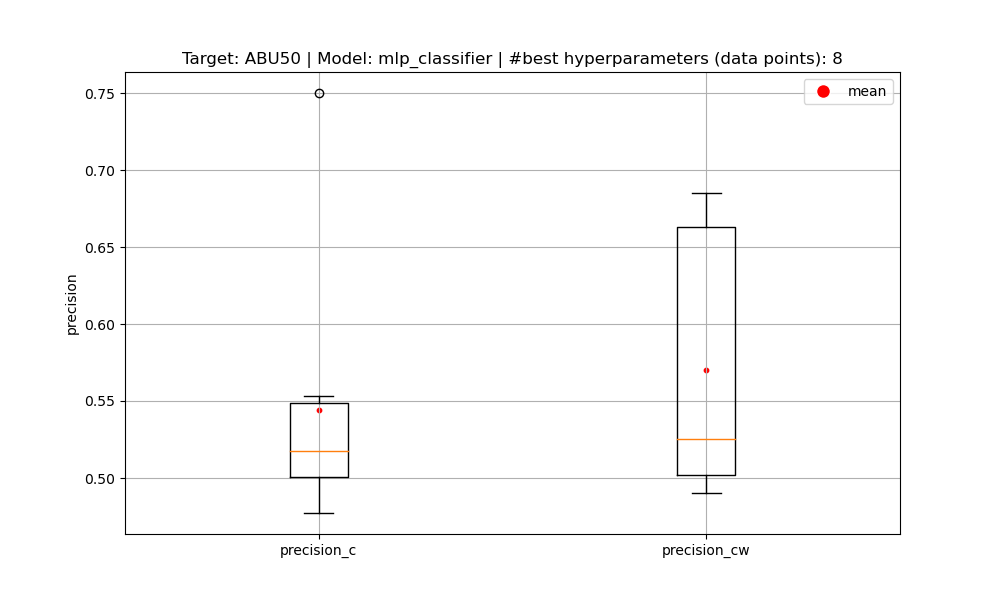 Target: ABU50 | Model: mlp_classifier | #best hyperparameters (data points): 8
mean
0.75
0.70
0.65
0.60
0.55
0.50
precision
precision_c
precision_cw